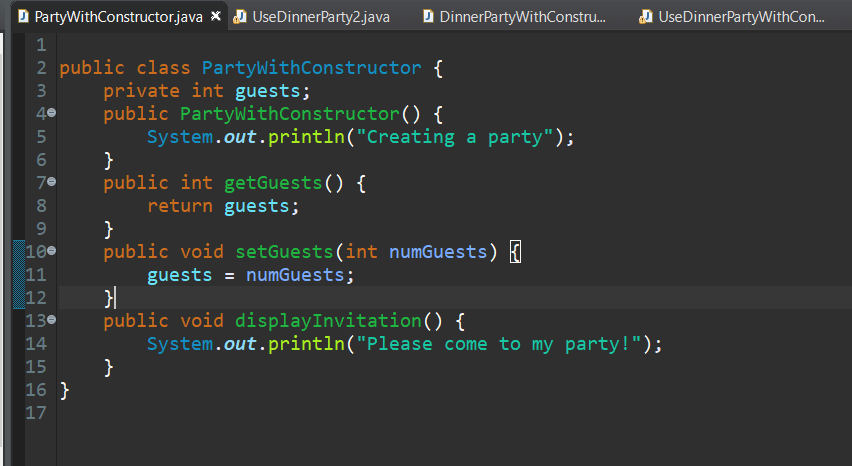 PartyWithConstructor.java UseDinnerParty2.java DinnerPartyWithConstru... UseDinnerPartyWithCon...
1
2 public class PartyWithConstructor {
3     private int guests;
4     public PartyWithConstructor() {
5         System.out.println("Creating a party");
6     }
7     public int getGuests() {
8         return guests;
9     }
10     public void setGuests(int numGuests) {
11         guests = numGuests;
12     }
13     public void displayInvitation() {
14         System.out.println("Please come to my party!");
15     }
16 }
17